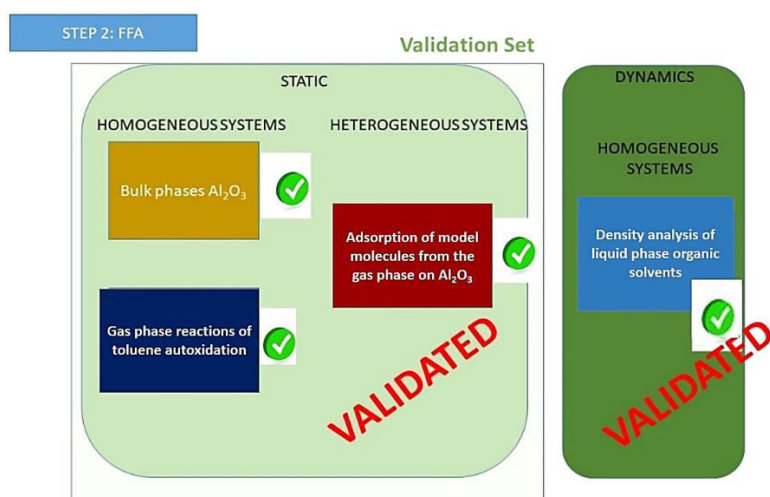 STEP 2: FFA
Validation Set
STATIC
HOMOGENEOUS SYSTEMS
Bulk phases Al₂O₃
Gas phase reactions of
toluene autoxidation
HETEROGENEOUS SYSTEMS
Adsorption of model
molecules from the
gas phase on Al₂O₃
VALIDATED
DYNAMICS
HOMOGENEOUS
SYSTEMS
Density analysis of
liquid phase organic
solvents
VALIDATED